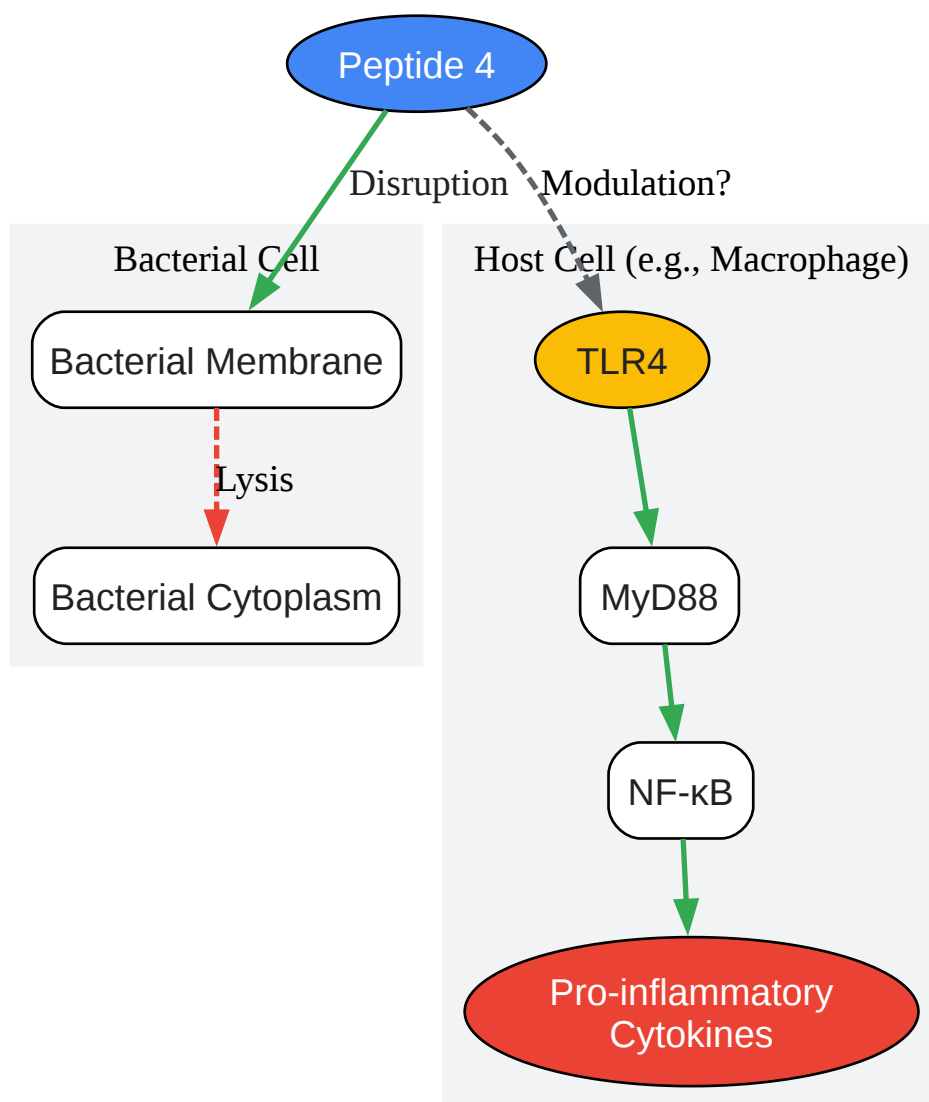 Peptide 4
Disruption
Modulation?
Bacterial Cell
Host Cell (e.g., Macrophage)
Bacterial Membrane
TLR4
Lysis
Bacterial Cytoplasm
MyD88
NF-κB
Pro-inflammatory
Cytokines